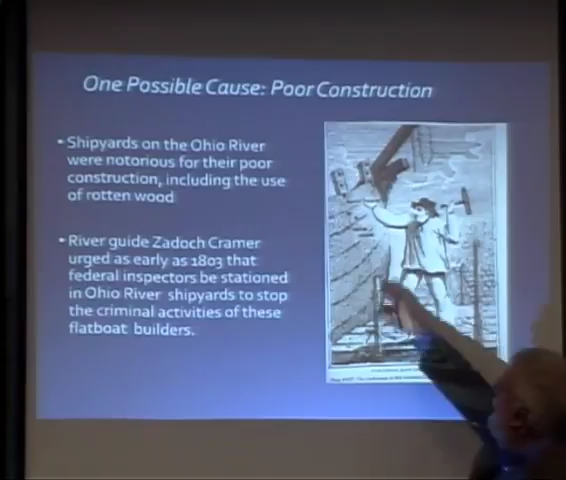 One Possible Cause: Poor Construction
• Shipyards on the Ohio River
were notorious for their poor
construction, including the use
of rotten wood
• River guide Zadoch Cramer
urged as early as 1803 that
federal inspectors be stationed
in Ohio River shipyards to stop
the criminal activities of these
flatboat builders.